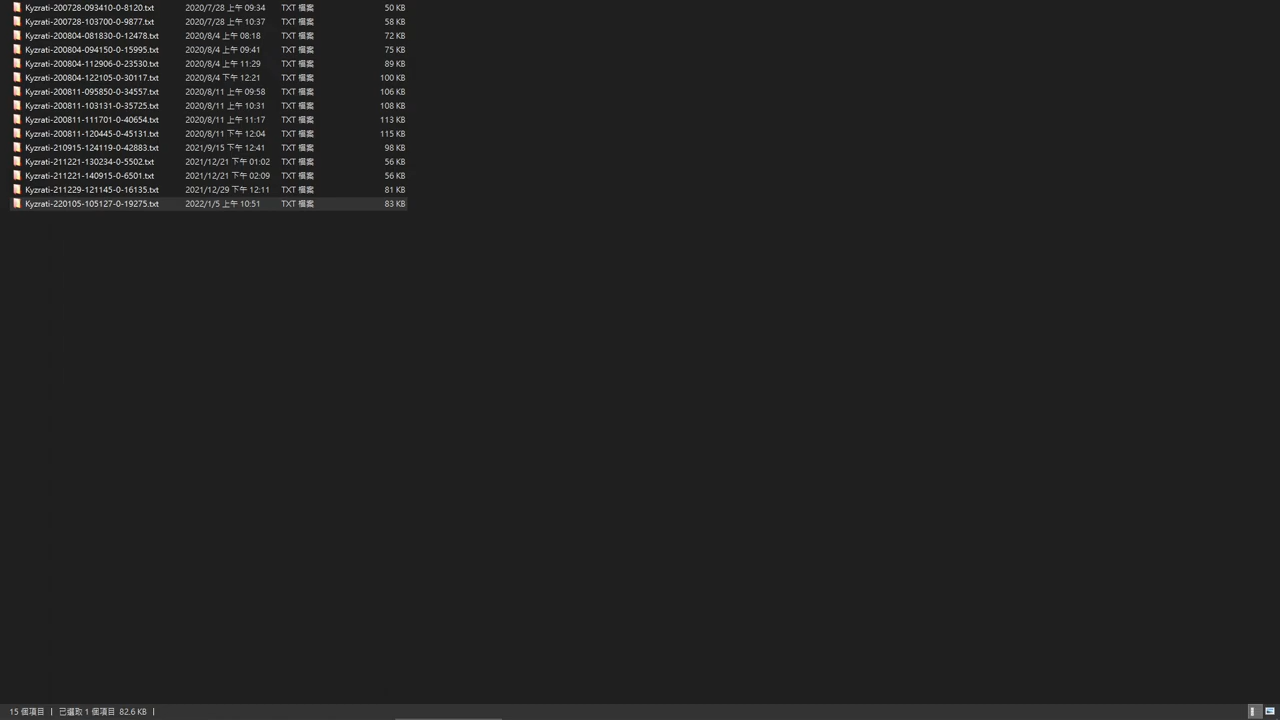 Kyzrati-200728-093410-0-8120.txt 2020/7/28 上午 09:34 TXT 檔案 50 KB
Kyzrati-200728-103700-0-9877.txt 2020/7/28 上午 10:37 TXT 檔案 58 KB
Kyzrati-200804-081830-0-12478.txt 2020/8/4 上午 08:18 TXT 檔案 72 KB
Kyzrati-200804-094150-0-15995.txt 2020/8/4 上午 09:41 TXT 檔案 75 KB
Kyzrati-200804-112906-0-23530.txt 2020/8/4 上午 11:29 TXT 檔案 89 KB
Kyzrati-200804-122105-0-30117.txt 2020/8/4 下午 12:21 TXT 檔案 100 KB
Kyzrati-200811-095850-0-34557.txt 2020/8/11 上午 09:58 TXT 檔案 106 KB
Kyzrati-200811-103131-0-35725.txt 2020/8/11 上午 10:31 TXT 檔案 108 KB
Kyzrati-200811-111701-0-40654.txt 2020/8/11 上午 11:17 TXT 檔案 113 KB
Kyzrati-200811-120445-0-45131.txt 2020/8/11 下午 12:04 TXT 檔案 115 KB
Kyzrati-210915-124119-0-42883.txt 2021/9/15 下午 12:41 TXT 檔案 98 KB
Kyzrati-211221-130234-0-5502.txt 2021/12/21 下午 01:02 TXT 檔案 56 KB
Kyzrati-211221-140915-0-6501.txt 2021/12/21 下午 02:09 TXT 檔案 56 KB
Kyzrati-211229-121145-0-16135.txt 2021/12/29 下午 12:11 TXT 檔案 81 KB
Kyzrati-220105-105127-0-19275.txt 2022/1/5 上午 10:51 TXT 檔案 83 KB
15 個項目 | 已選取 1 個項目 82.6 KB |